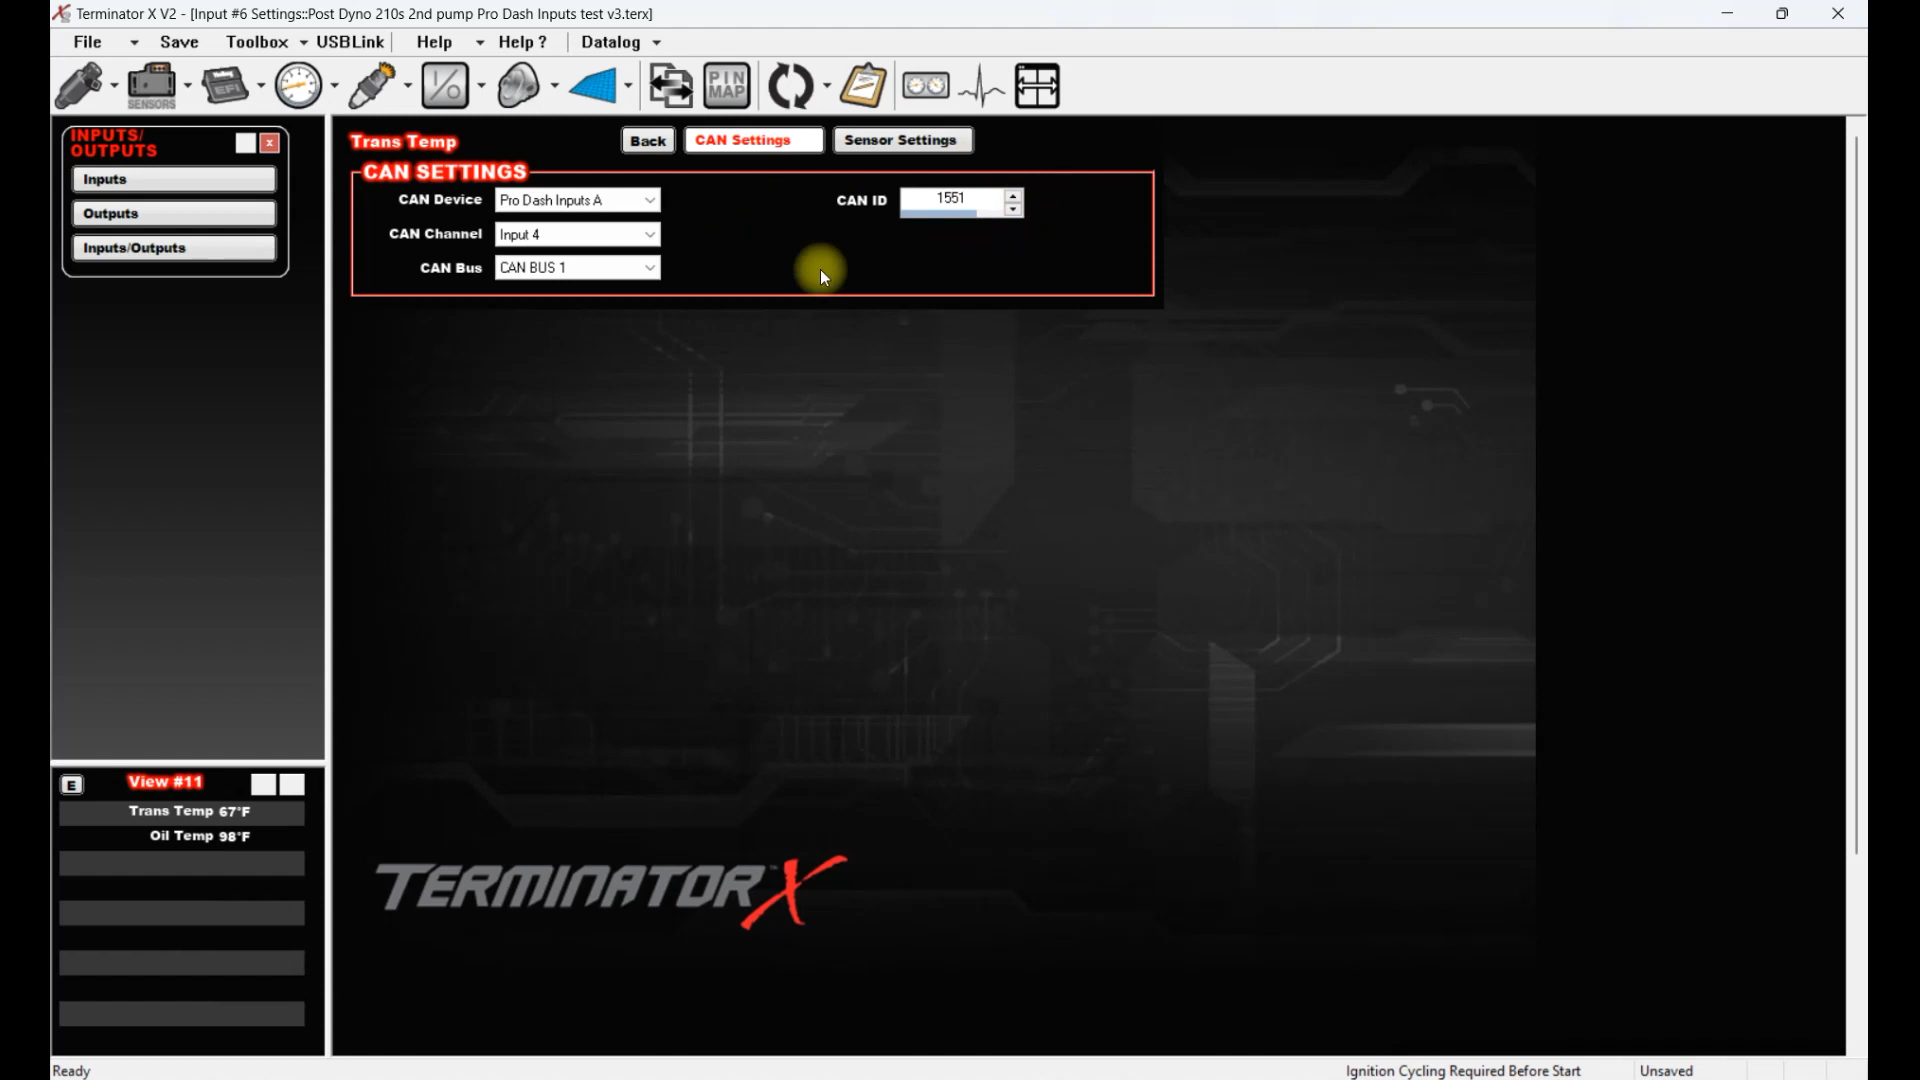 Terminator X V2 - [Input #6 Settings::Post Dyno 210s 2nd pump Pro Dash Inputs test v3.terx]
File Save Toolbox USBLink Help Help ? Datalog
SENSORS
Holley
EFI
I/O
PIN
MAP
INPUTS/
OUTPUTS
x
Inputs
Outputs
Inputs/Outputs
Trans Temp Back CAN Settings Sensor Settings
CAN SETTINGS
CAN Device Pro Dash Inputs A CAN ID 1551
CAN Channel Input 4
CAN Bus CAN BUS 1
E View #11
Trans Temp 67°F
Oil Temp 98°F
TERMINATOR X
Ready Ignition Cycling Required Before Start Unsaved